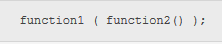 function1 ( function2() );